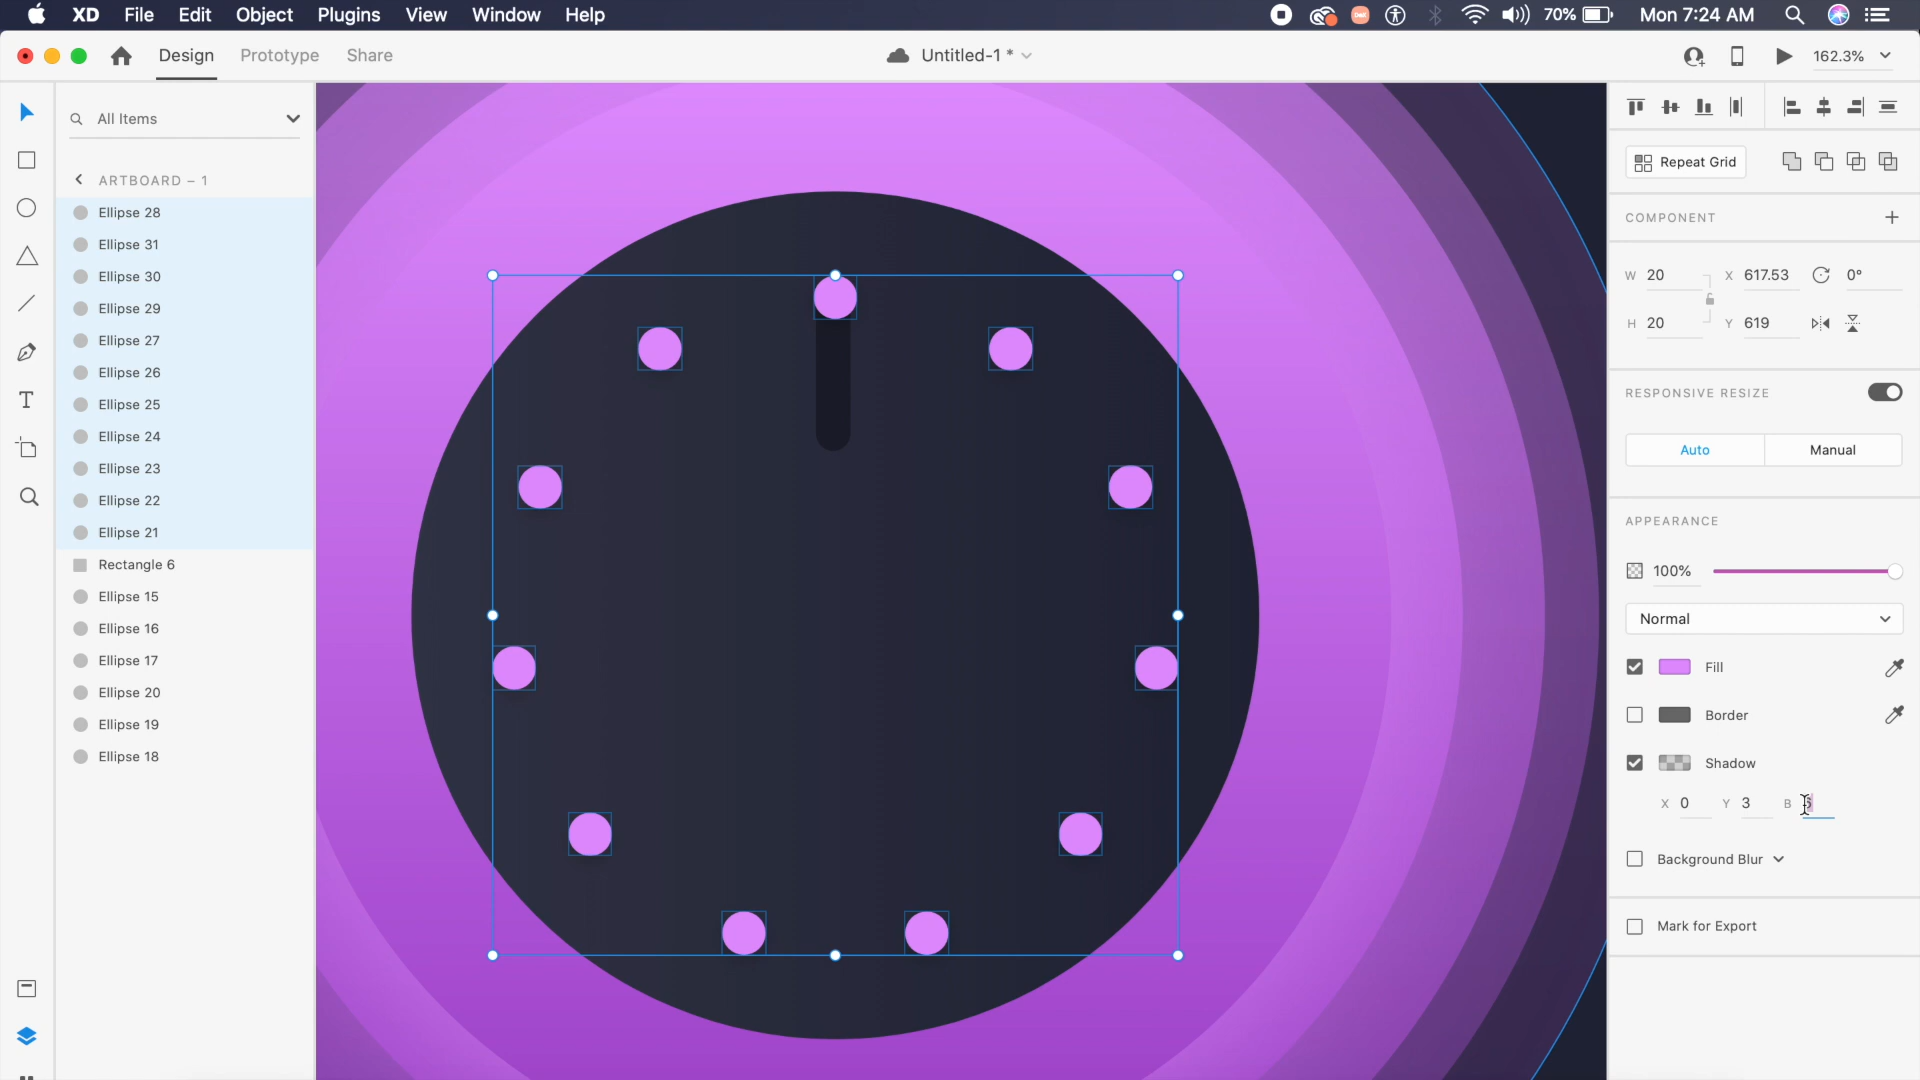 XD File Edit Object Plugins View Window Help
70% Mon 7:24 AM
Design Prototype Share
Untitled-1 *
162.3%
All Items
ARTBOARD – 1
Ellipse 28
Ellipse 31
Ellipse 30
Ellipse 29
Ellipse 27
Ellipse 26
Ellipse 25
Ellipse 24
Ellipse 23
Ellipse 22
Ellipse 21
Rectangle 6
Ellipse 15
Ellipse 16
Ellipse 17
Ellipse 20
Ellipse 19
Ellipse 18
T
Repeat Grid
COMPONENT
W 20 X 617.53 0°
H 20 Y 619
RESPONSIVE RESIZE
Auto Manual
APPEARANCE
100%
Normal
Fill
Border
Shadow
X 0 Y 3 B
Background Blur
Mark for Export